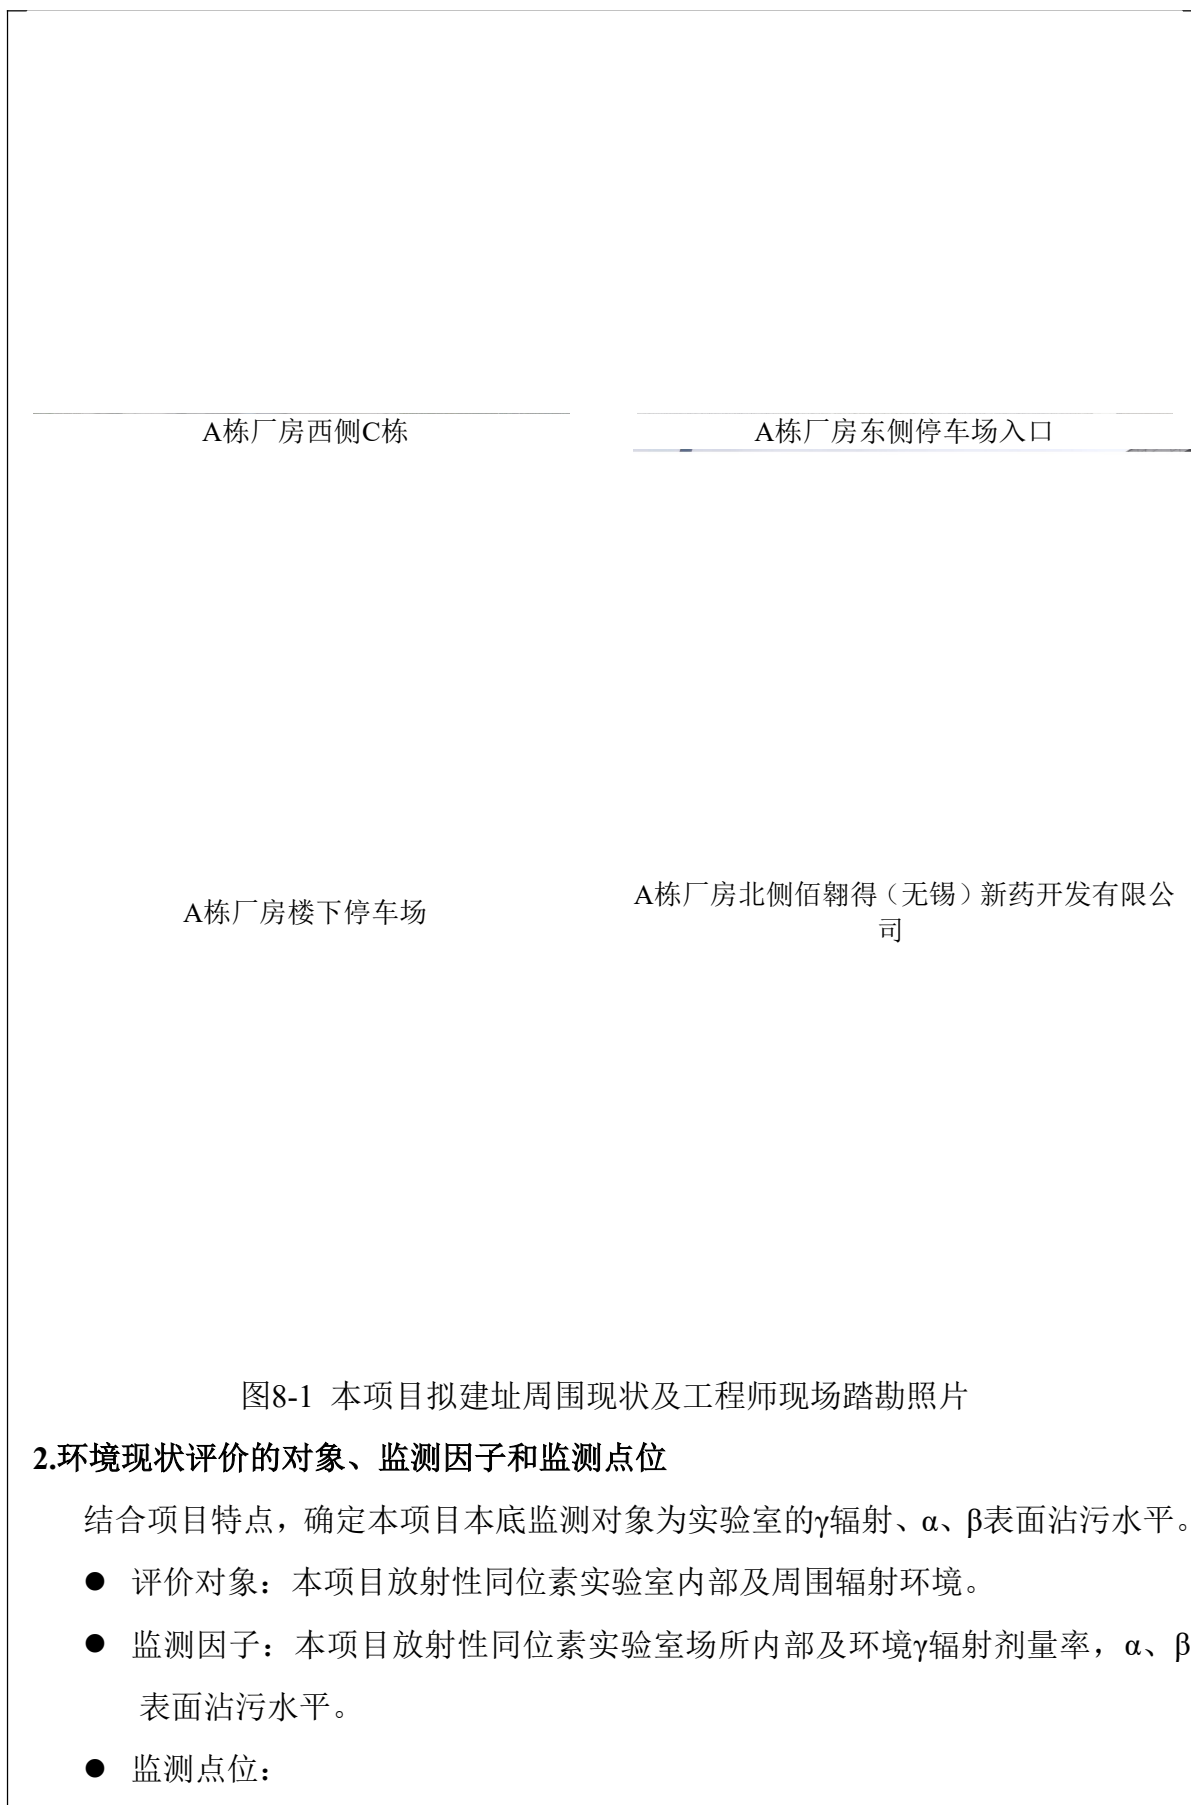 A栋厂房西侧C栋
A栋厂房东侧停车场入口
A栋厂房楼下停车场
A栋厂房北侧佰翱得（无锡）新药开发有限公
司
图8-1 本项目拟建址周围现状及工程师现场踏勘照片
2.环境现状评价的对象、监测因子和监测点位
结合项目特点，确定本项目本底监测对象为实验室的γ辐射、α、β表面沾污水平。
● 评价对象：本项目放射性同位素实验室内部及周围辐射环境。
● 监测因子：本项目放射性同位素实验室场所内部及环境γ辐射剂量率，α、β
表面沾污水平。
● 监测点位：